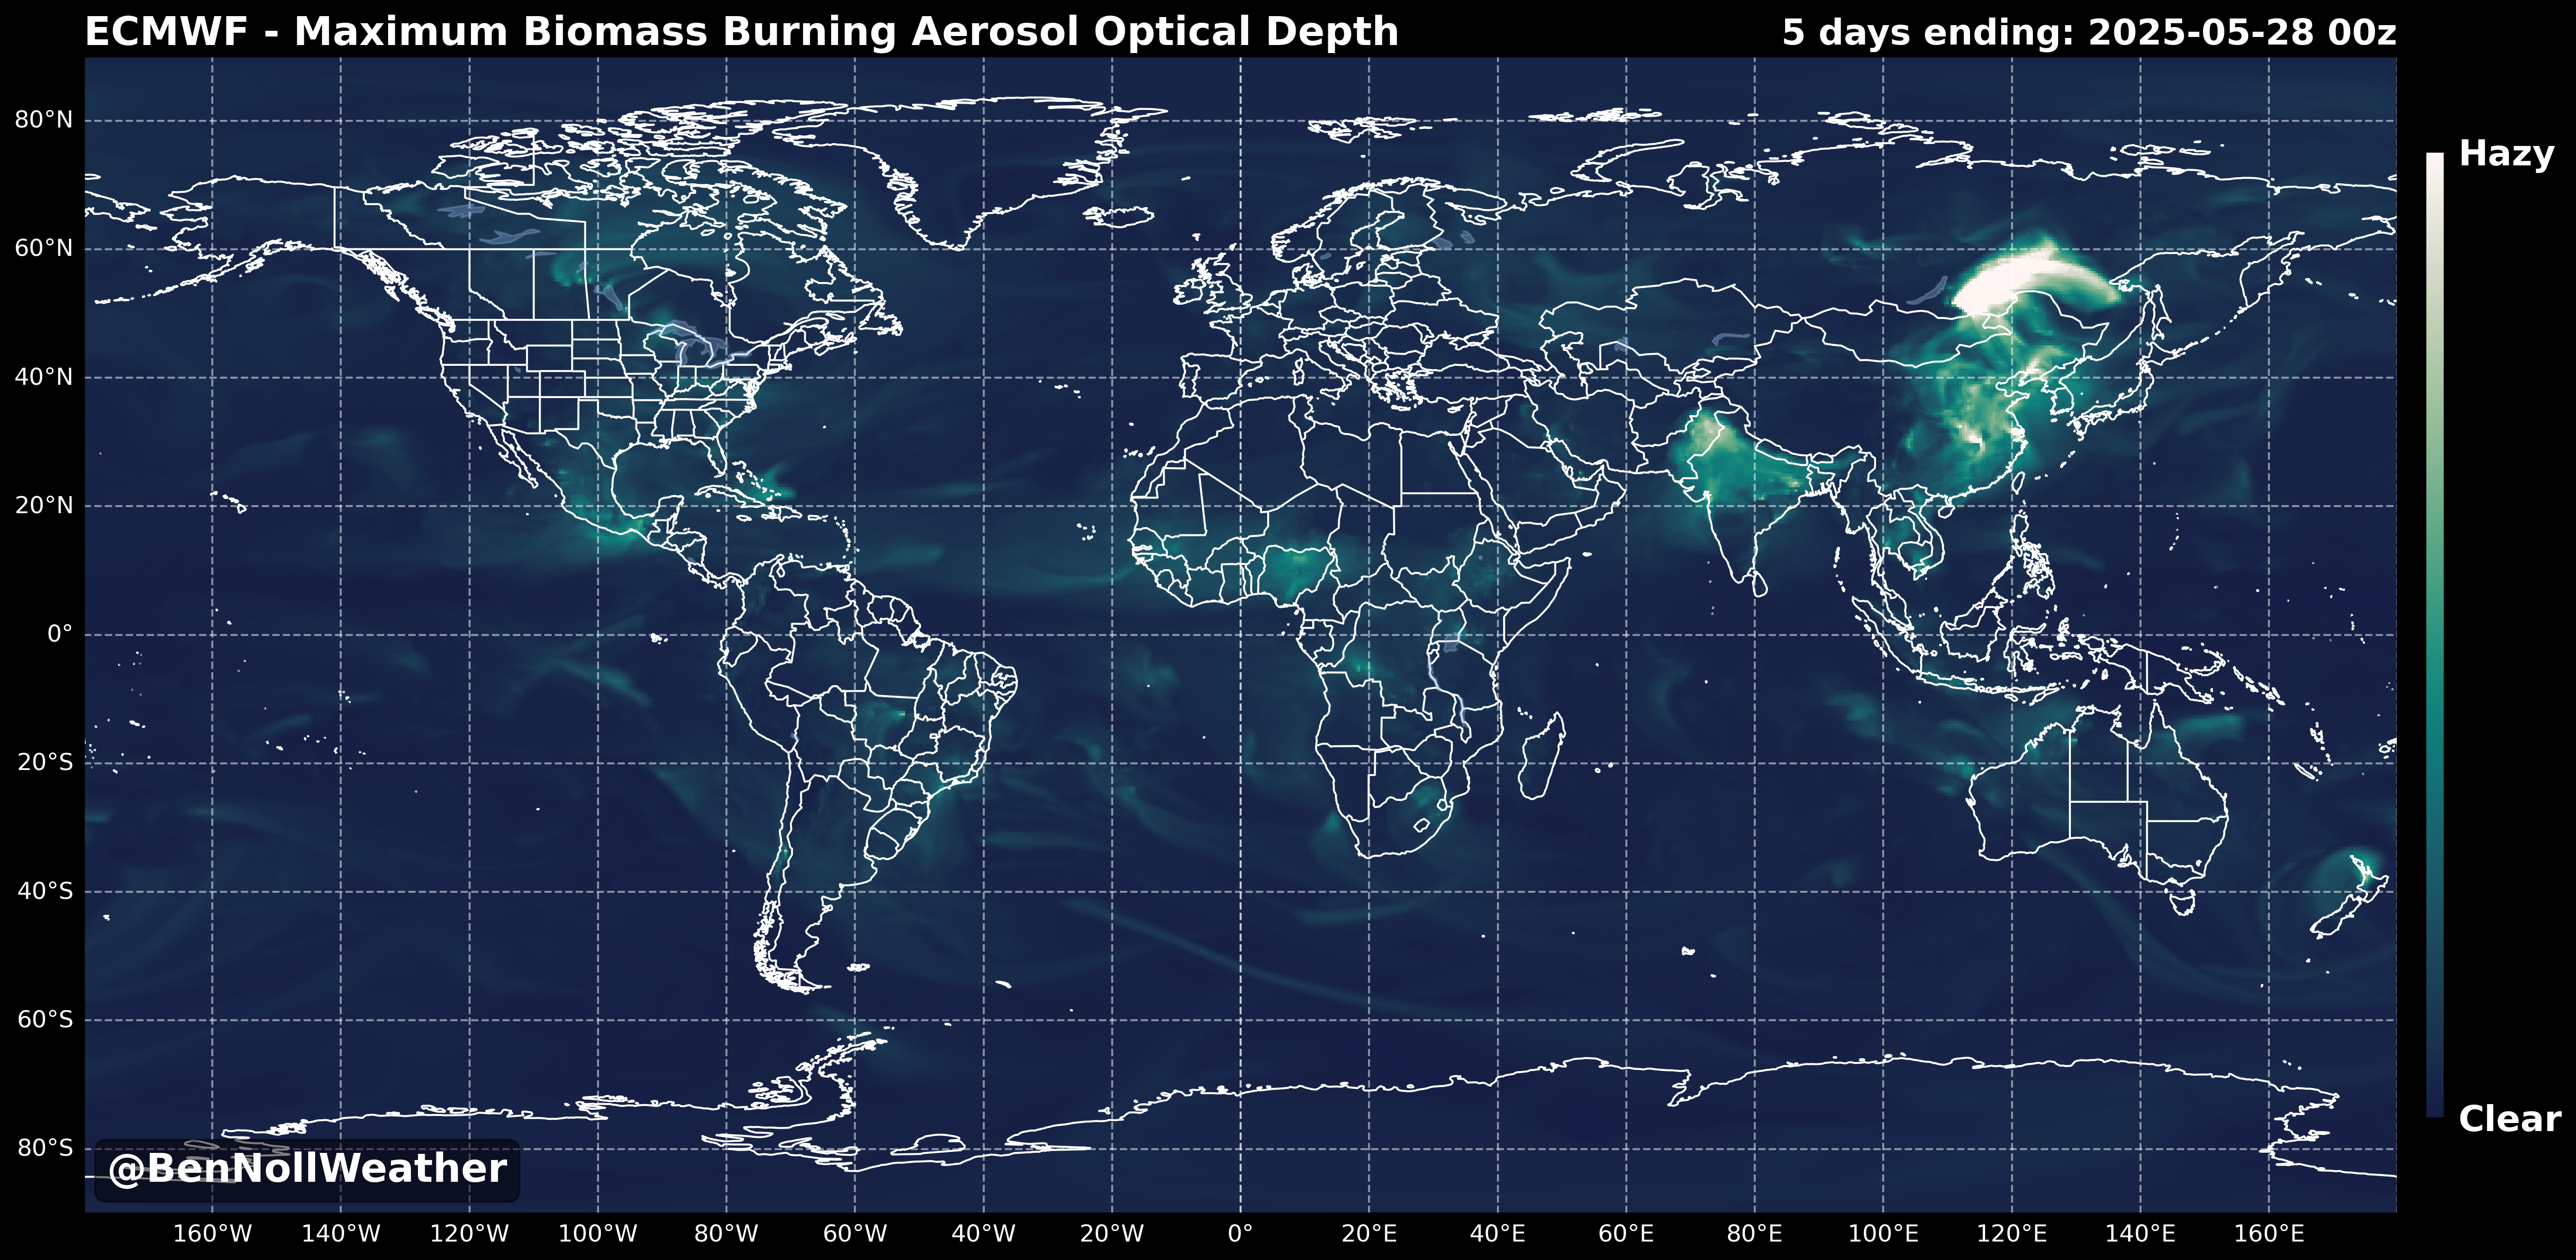 ECMWF - Maximum Biomass Burning Aerosol Optical Depth
5 days ending: 2025-05-28 00z
Hazy
80°N
60°N
40°N
20°N
0°
20°S
40°S
60°S
80°S
Clear
@BenNollWeather
160°W 140°W 120°W 100°W 80°W 60°W 40°W 20°W 0° 20°E 40°E 60°E 80°E 100°E 120°E 140°E 160°E